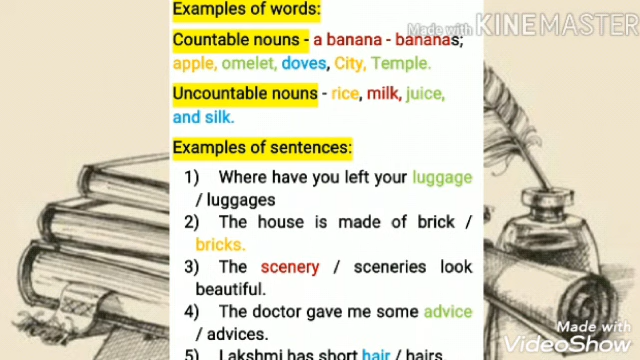 Examples of words:
Made with KINEMASTER
Countable nouns - a banana - bananas;
apple, omelet, doves, City, Temple.
Uncountable nouns - rice, milk, juice,
and silk.
Examples of sentences:
1) Where have you left your luggage
/ luggages
2) The house is made of brick /
bricks.
3) The scenery / sceneries look
beautiful.
4) The doctor gave me some advice
/ advices.
5) Lakshmi has short hair / hairs
Made with
VideoShow